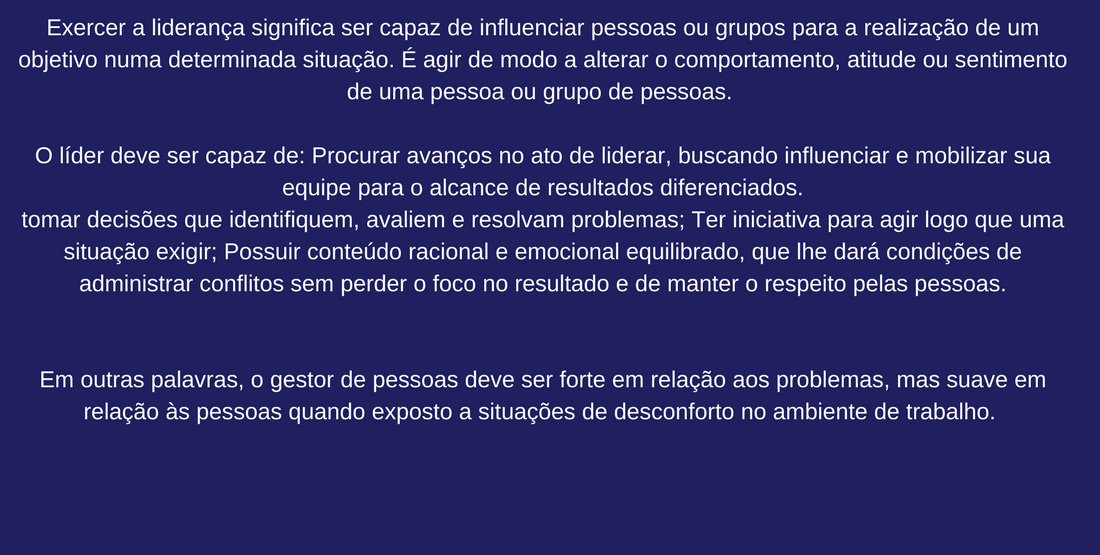 Exercer a liderança significa ser capaz de influenciar pessoas ou grupos para a realização de um
objetivo numa determinada situação. É agir de modo a alterar o comportamento, atitude ou sentimento
de uma pessoa ou grupo de pessoas.
O líder deve ser capaz de: Procurar avanços no ato de liderar, buscando influenciar e mobilizar sua
equipe para o alcance de resultados diferenciados.
tomar decisões que identifiquem, avaliem e resolvam problemas; Ter iniciativa para agir logo que uma
situação exigir; Possuir conteúdo racional e emocional equilibrado, que lhe dará condições de
administrar conflitos sem perder o foco no resultado e de manter o respeito pelas pessoas.
Em outras palavras, o gestor de pessoas deve ser forte em relação aos problemas, mas suave em
relação às pessoas quando exposto a situações de desconforto no ambiente de trabalho.